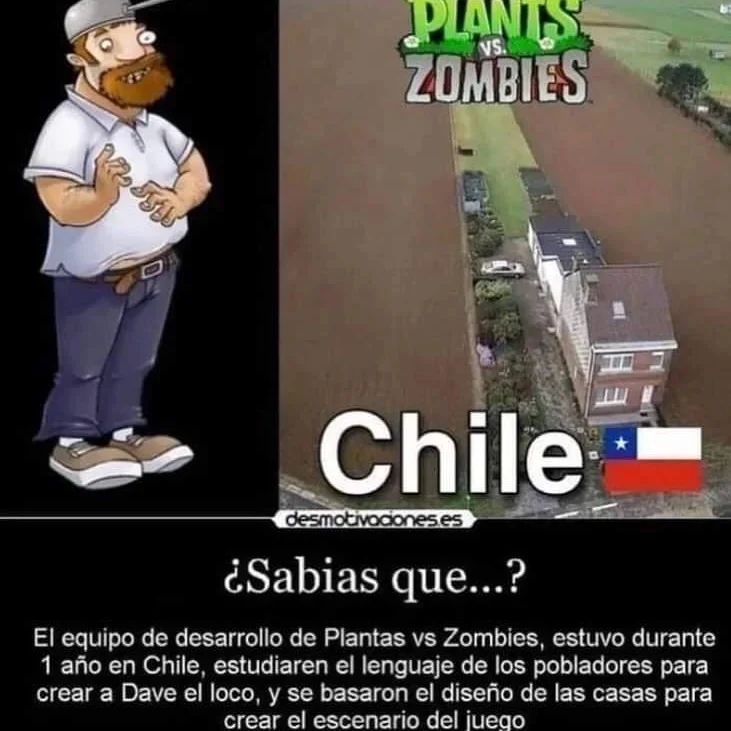 PLANTS
VS.
ZOMBIES
Chile
desmotivaciones.es
¿Sabias que...?
El equipo de desarrollo de Plantas vs Zombies, estuvo durante
1 año en Chile, estudiaren el lenguaje de los pobladores para
crear a Dave el loco, y se basaron el diseño de las casas para
crear el escenario del juego